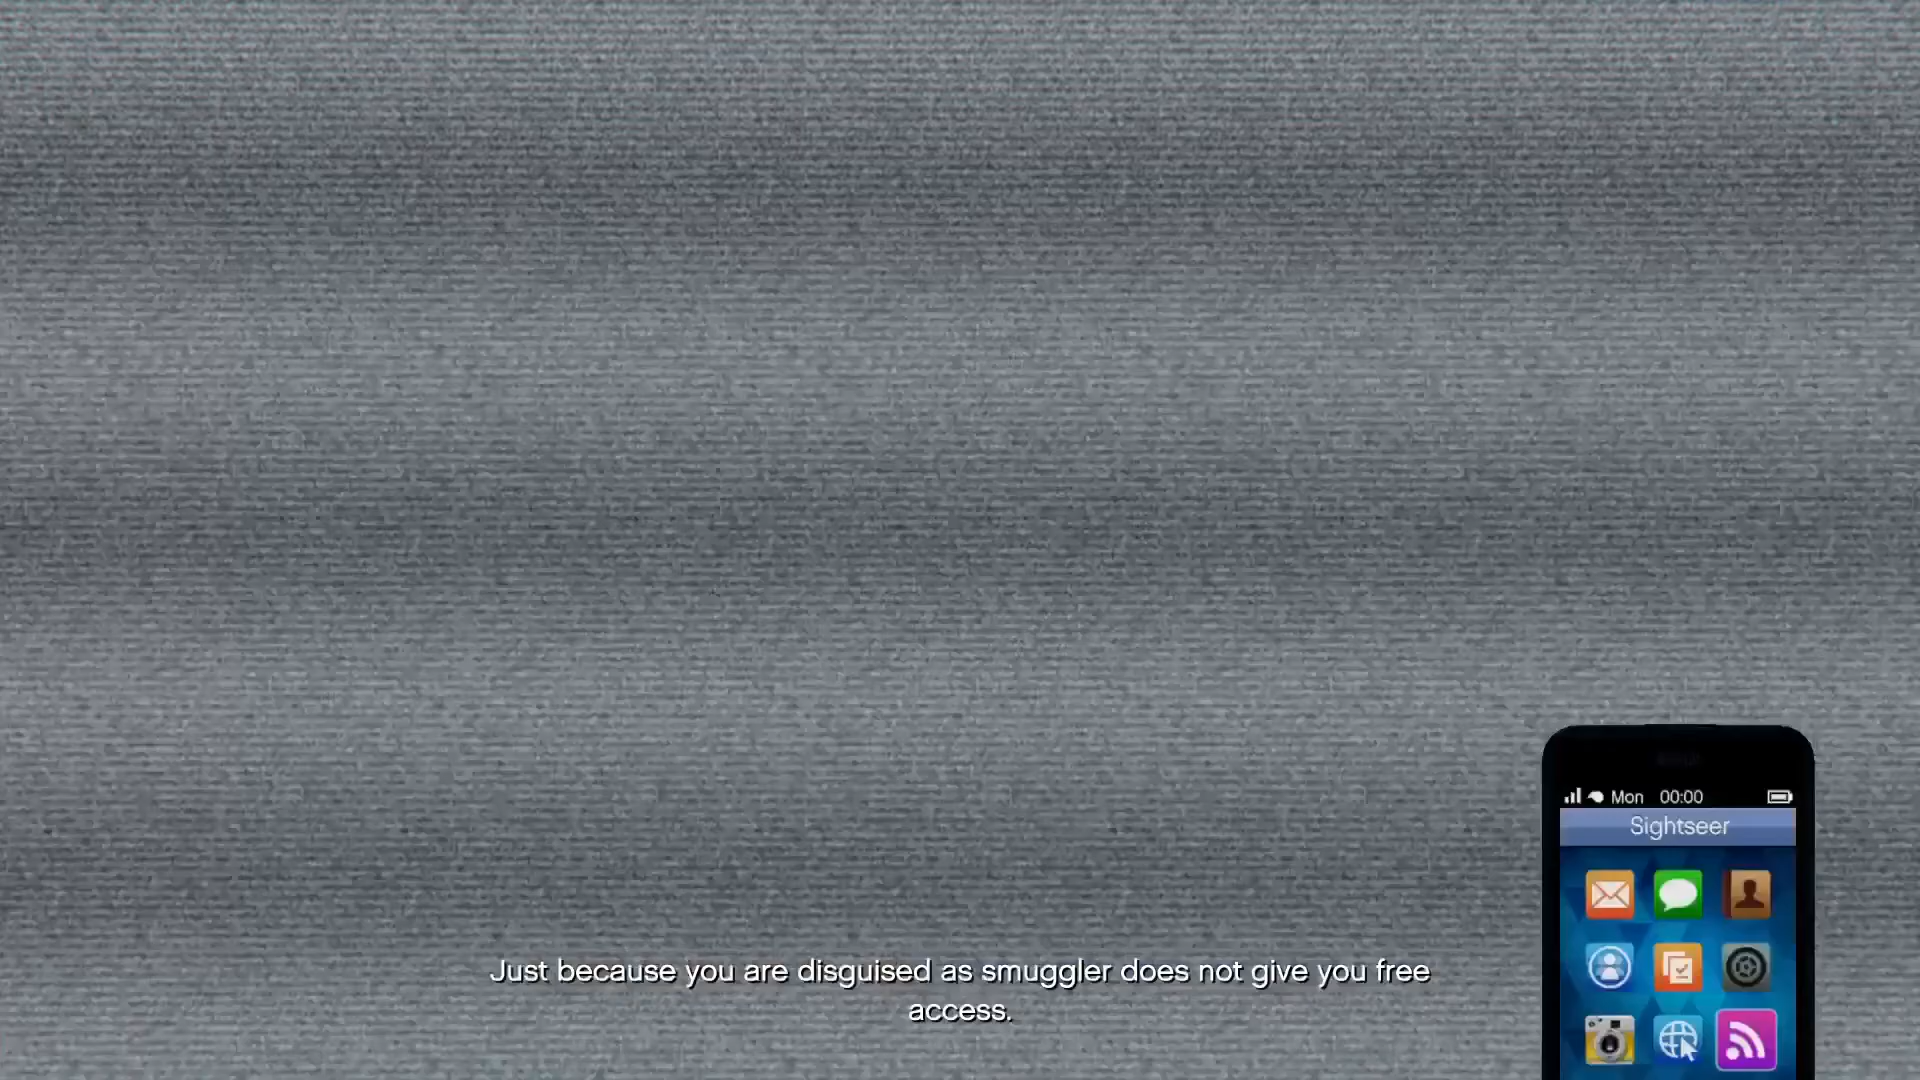 Mon 00:00
Sightseer
Just because you are disguised as smuggler does not give you free
access.